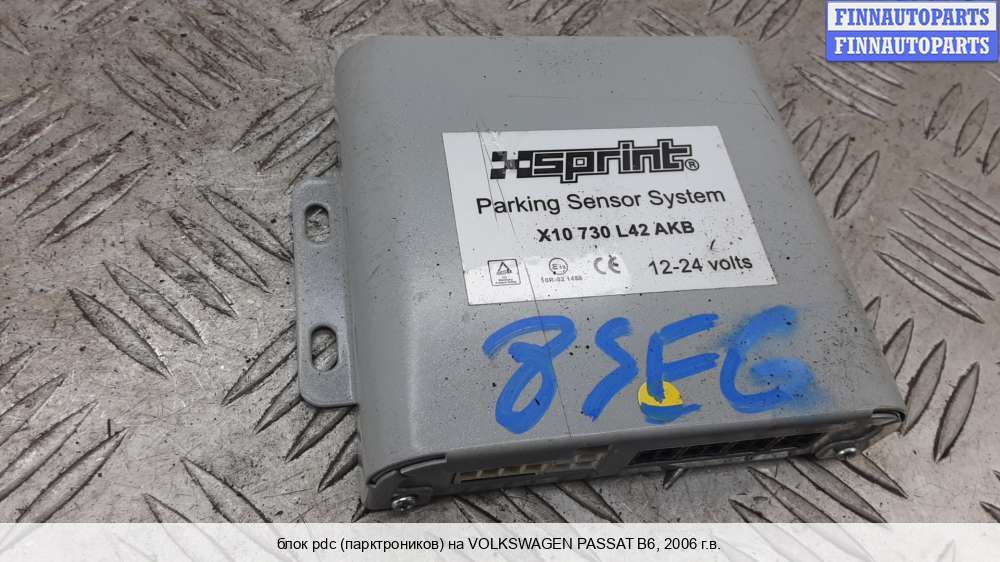 FINNAUTOPARTS
FINNAUTOPARTS
sprint®
Parking Sensor System
X10 730 L42 AKB
12-24 volts
8SFG
блок pdc (парктроников) на VOLKSWAGEN PASSAT B6, 2006 г.в.